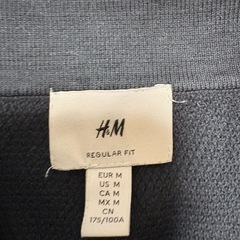 H&M
REGULAR FIT
EUR M
US M
CA M
MX M
CN
175/100A